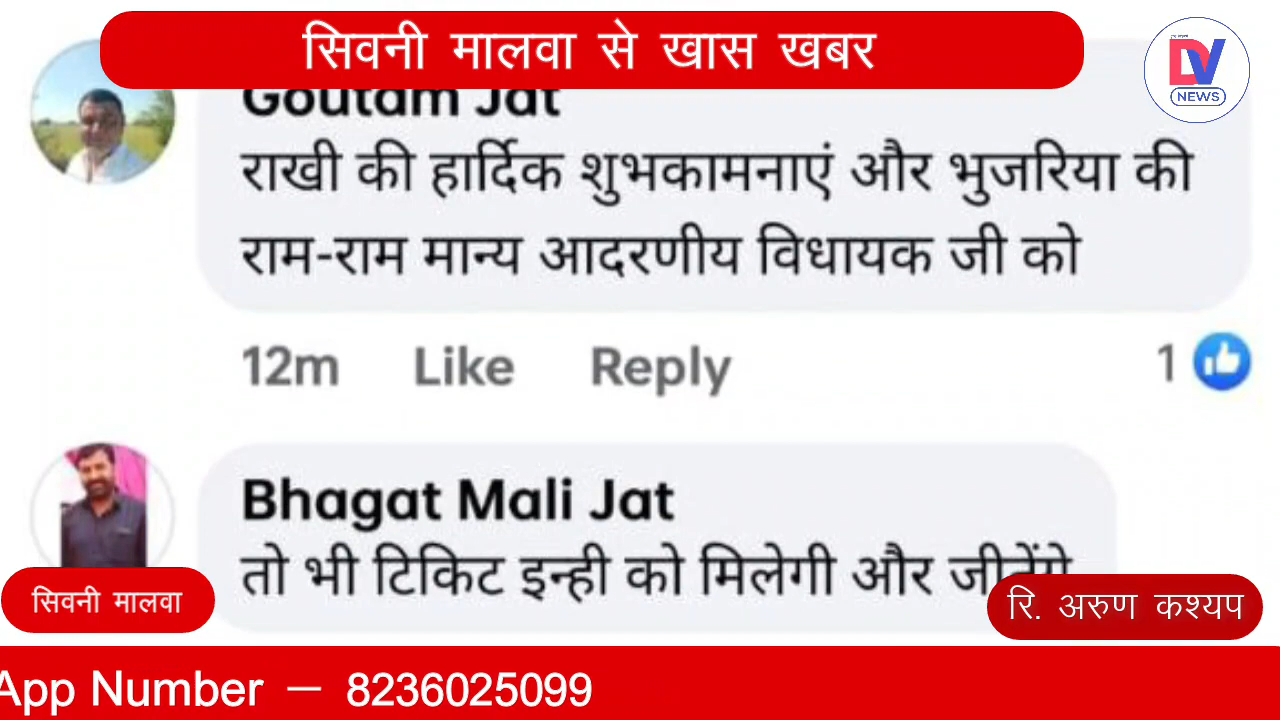 सिवनी मालवा से खास खबर
DV
NEWS
Goutam Jat
राखी की हार्दिक शुभकामनाएं और भुजरिया की
राम-राम मान्य आदरणीय विधायक जी को
12m Like Reply 1
Bhagat Mali Jat
तो भी टिकिट इन्ही को मिलेगी और जीतेंगे
सिवनी मालवा
रि. अरुण कश्यप
App Number – 8236025099